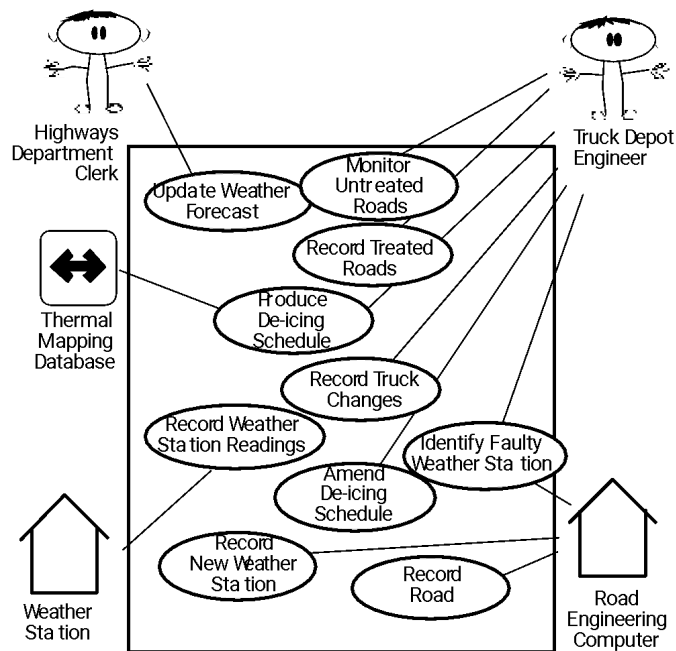 Highways
Department
Clerk
Truck Depot
Engineer
Update Weather
Forecast
Monitor
Untreated
Roads
Record Treated
Roads
Produce
De-icing
Schedule
Thermal
Mapping
Database
Record Truck
Changes
Record Weather
Station Readings
Identify Faulty
Weather Station
Amend
De-icing
Schedule
Record
New Weather
Station
Record
Road
Weather
Station
Road
Engineering
Computer